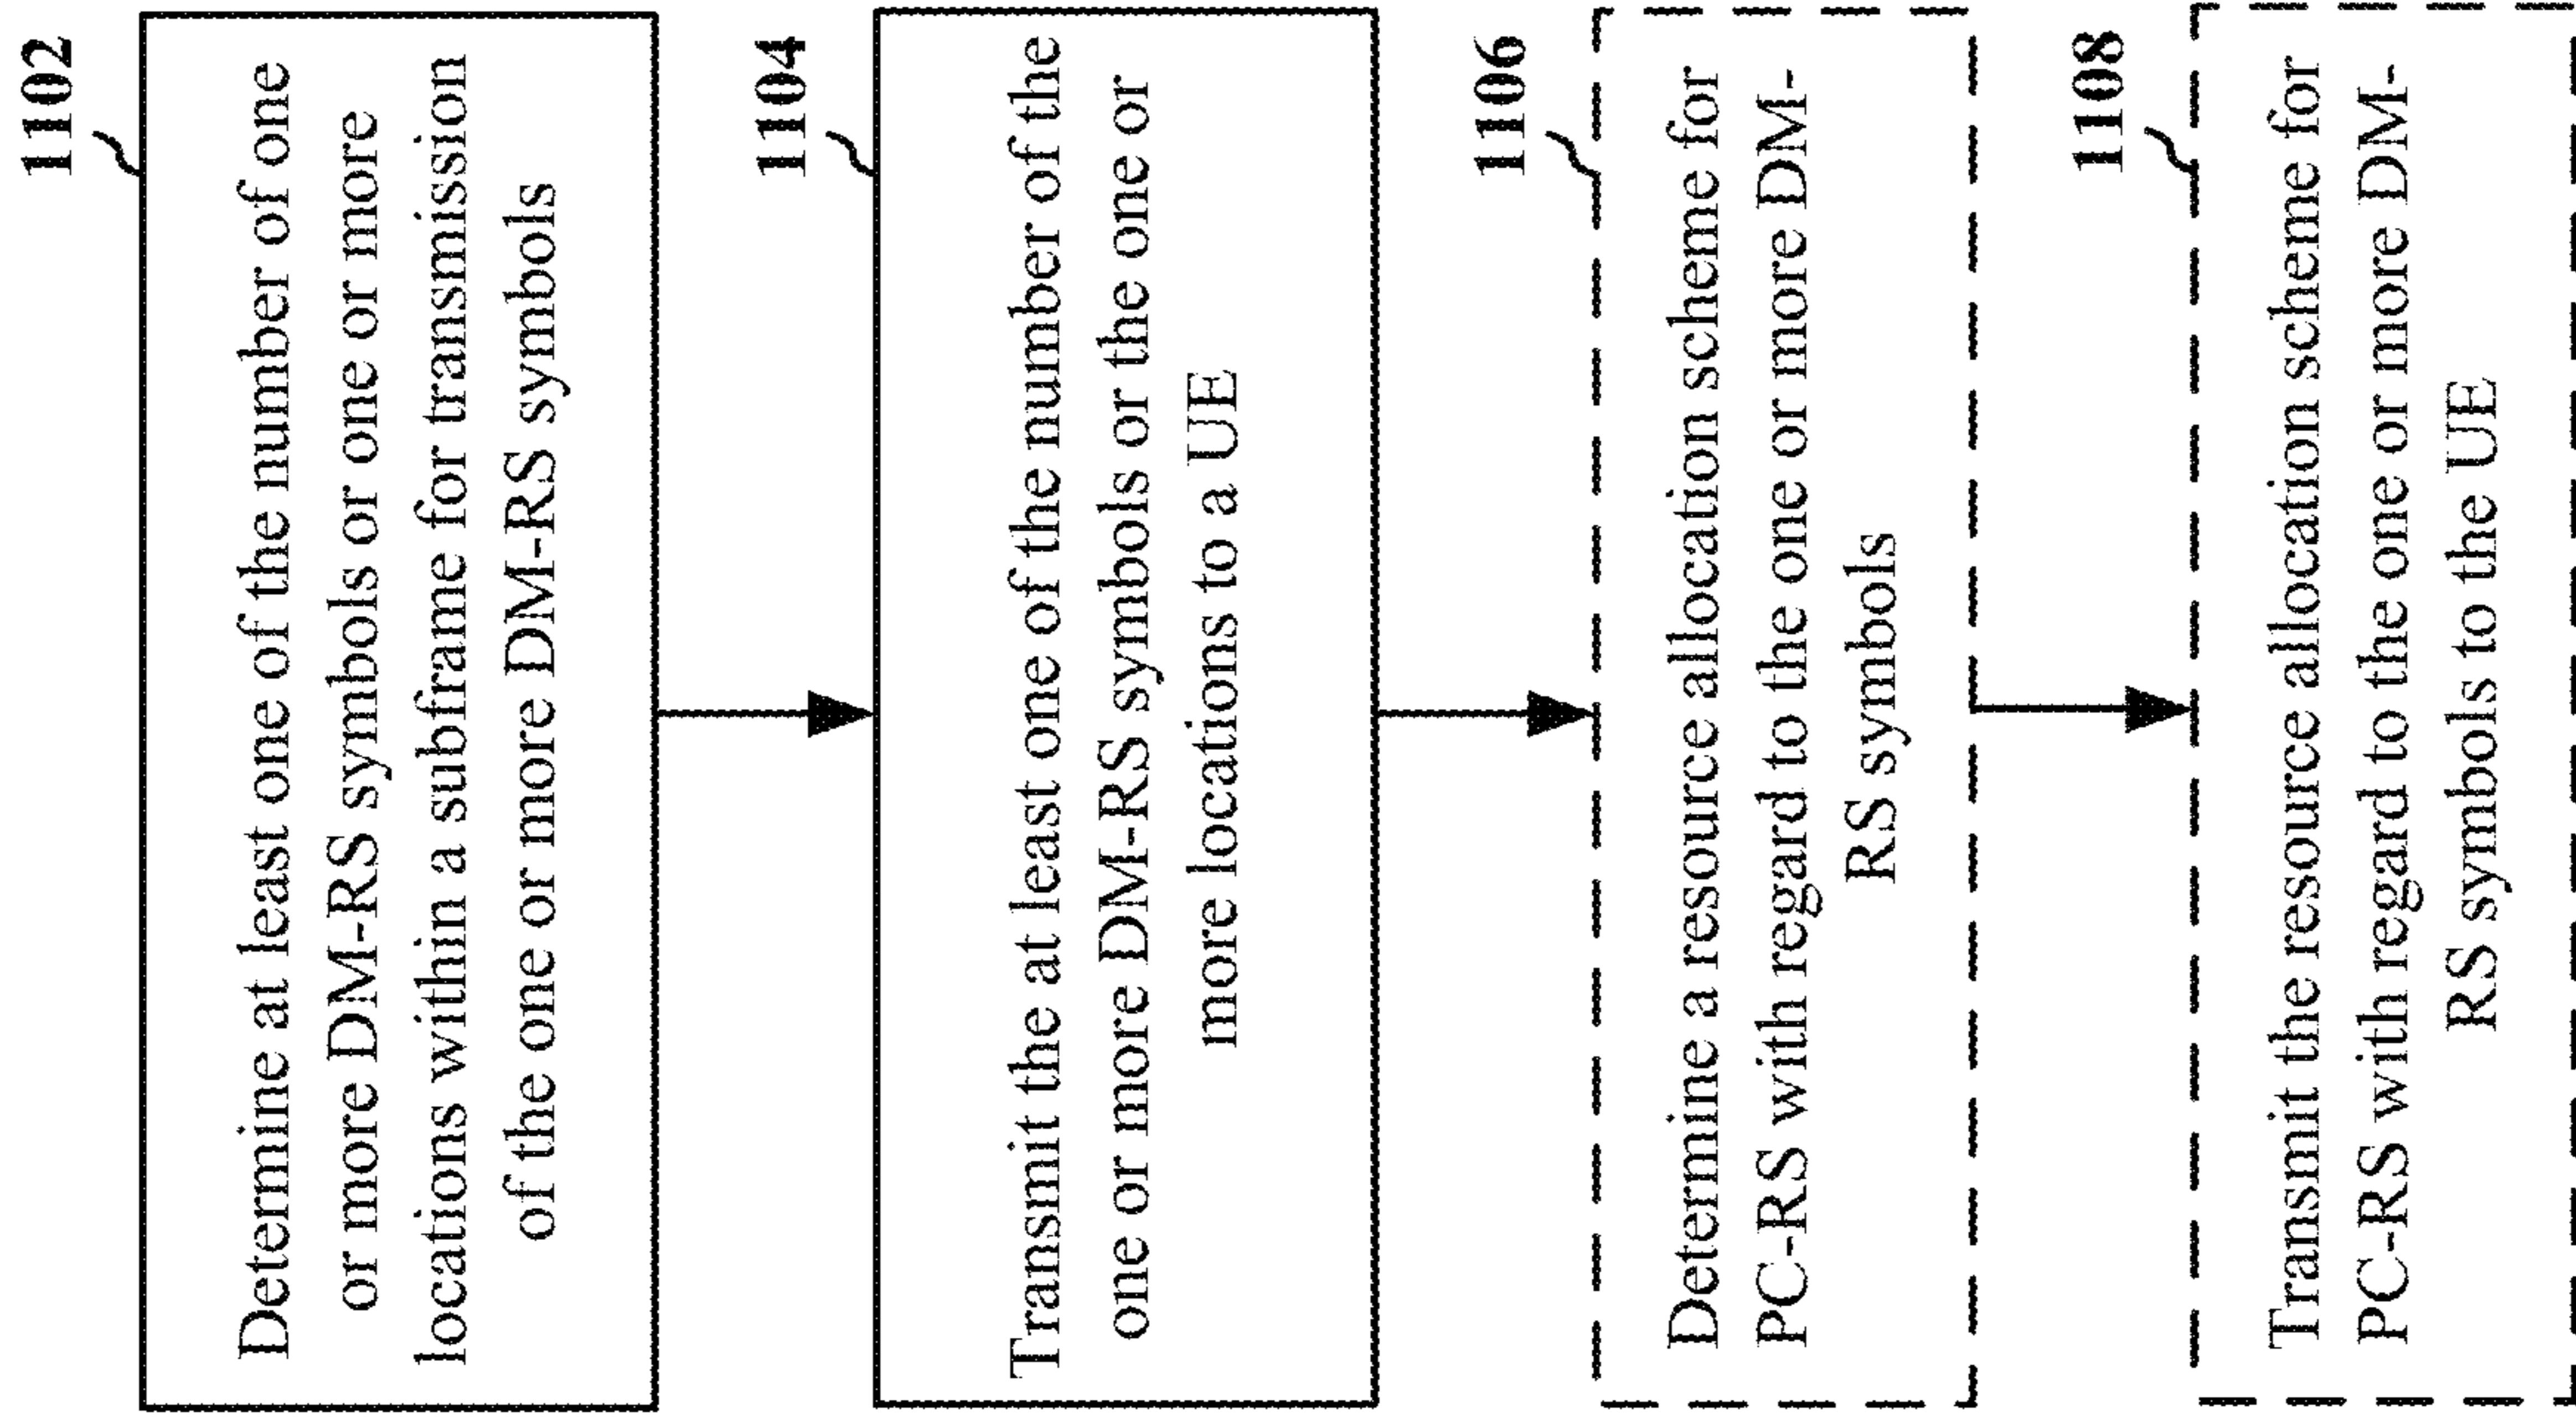 1102
Determine at least one of the number of one
or more DM-RS symbols or one or more
locations within a subframe for transmission
of the one or more DM-RS symbols
1104
Transmit the at least one of the number of the
one or more DM-RS symbols or the one or
more locations to a UE
1106
Determine a resource allocation scheme for
PC-RS with regard to the one or more DM-
RS symbols
1108
Transmit the resource allocation scheme for
PC-RS with regard to the one or more DM-
RS symbols to the UE